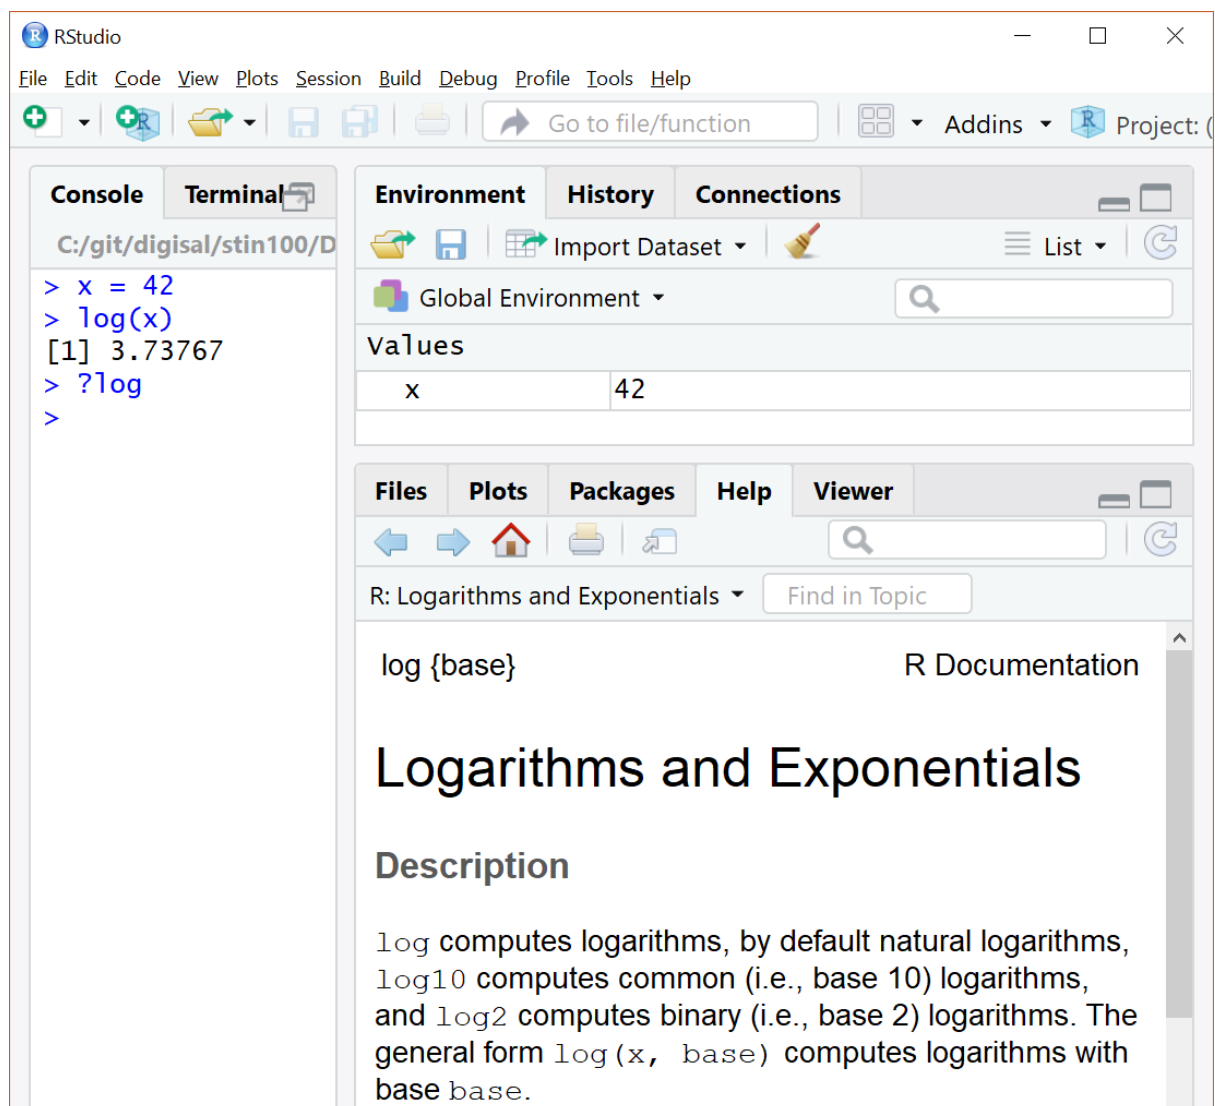 RStudio
File Edit Code View Plots Session Build Debug Profile Tools Help
Go to file/function Addins Project: (
Console Terminal
C:/git/digisal/stin100/D
> x = 42
> log(x)
[1] 3.73767
> ?log
>
Environment History Connections
Import Dataset List
Global Environment
Values
x 42
Files Plots Packages Help Viewer
R: Logarithms and Exponentials Find in Topic
log {base} R Documentation
Logarithms and Exponentials
Description
log computes logarithms, by default natural logarithms,
log10 computes common (i.e., base 10) logarithms,
and log2 computes binary (i.e., base 2) logarithms. The
general form log(x, base) computes logarithms with
base base.